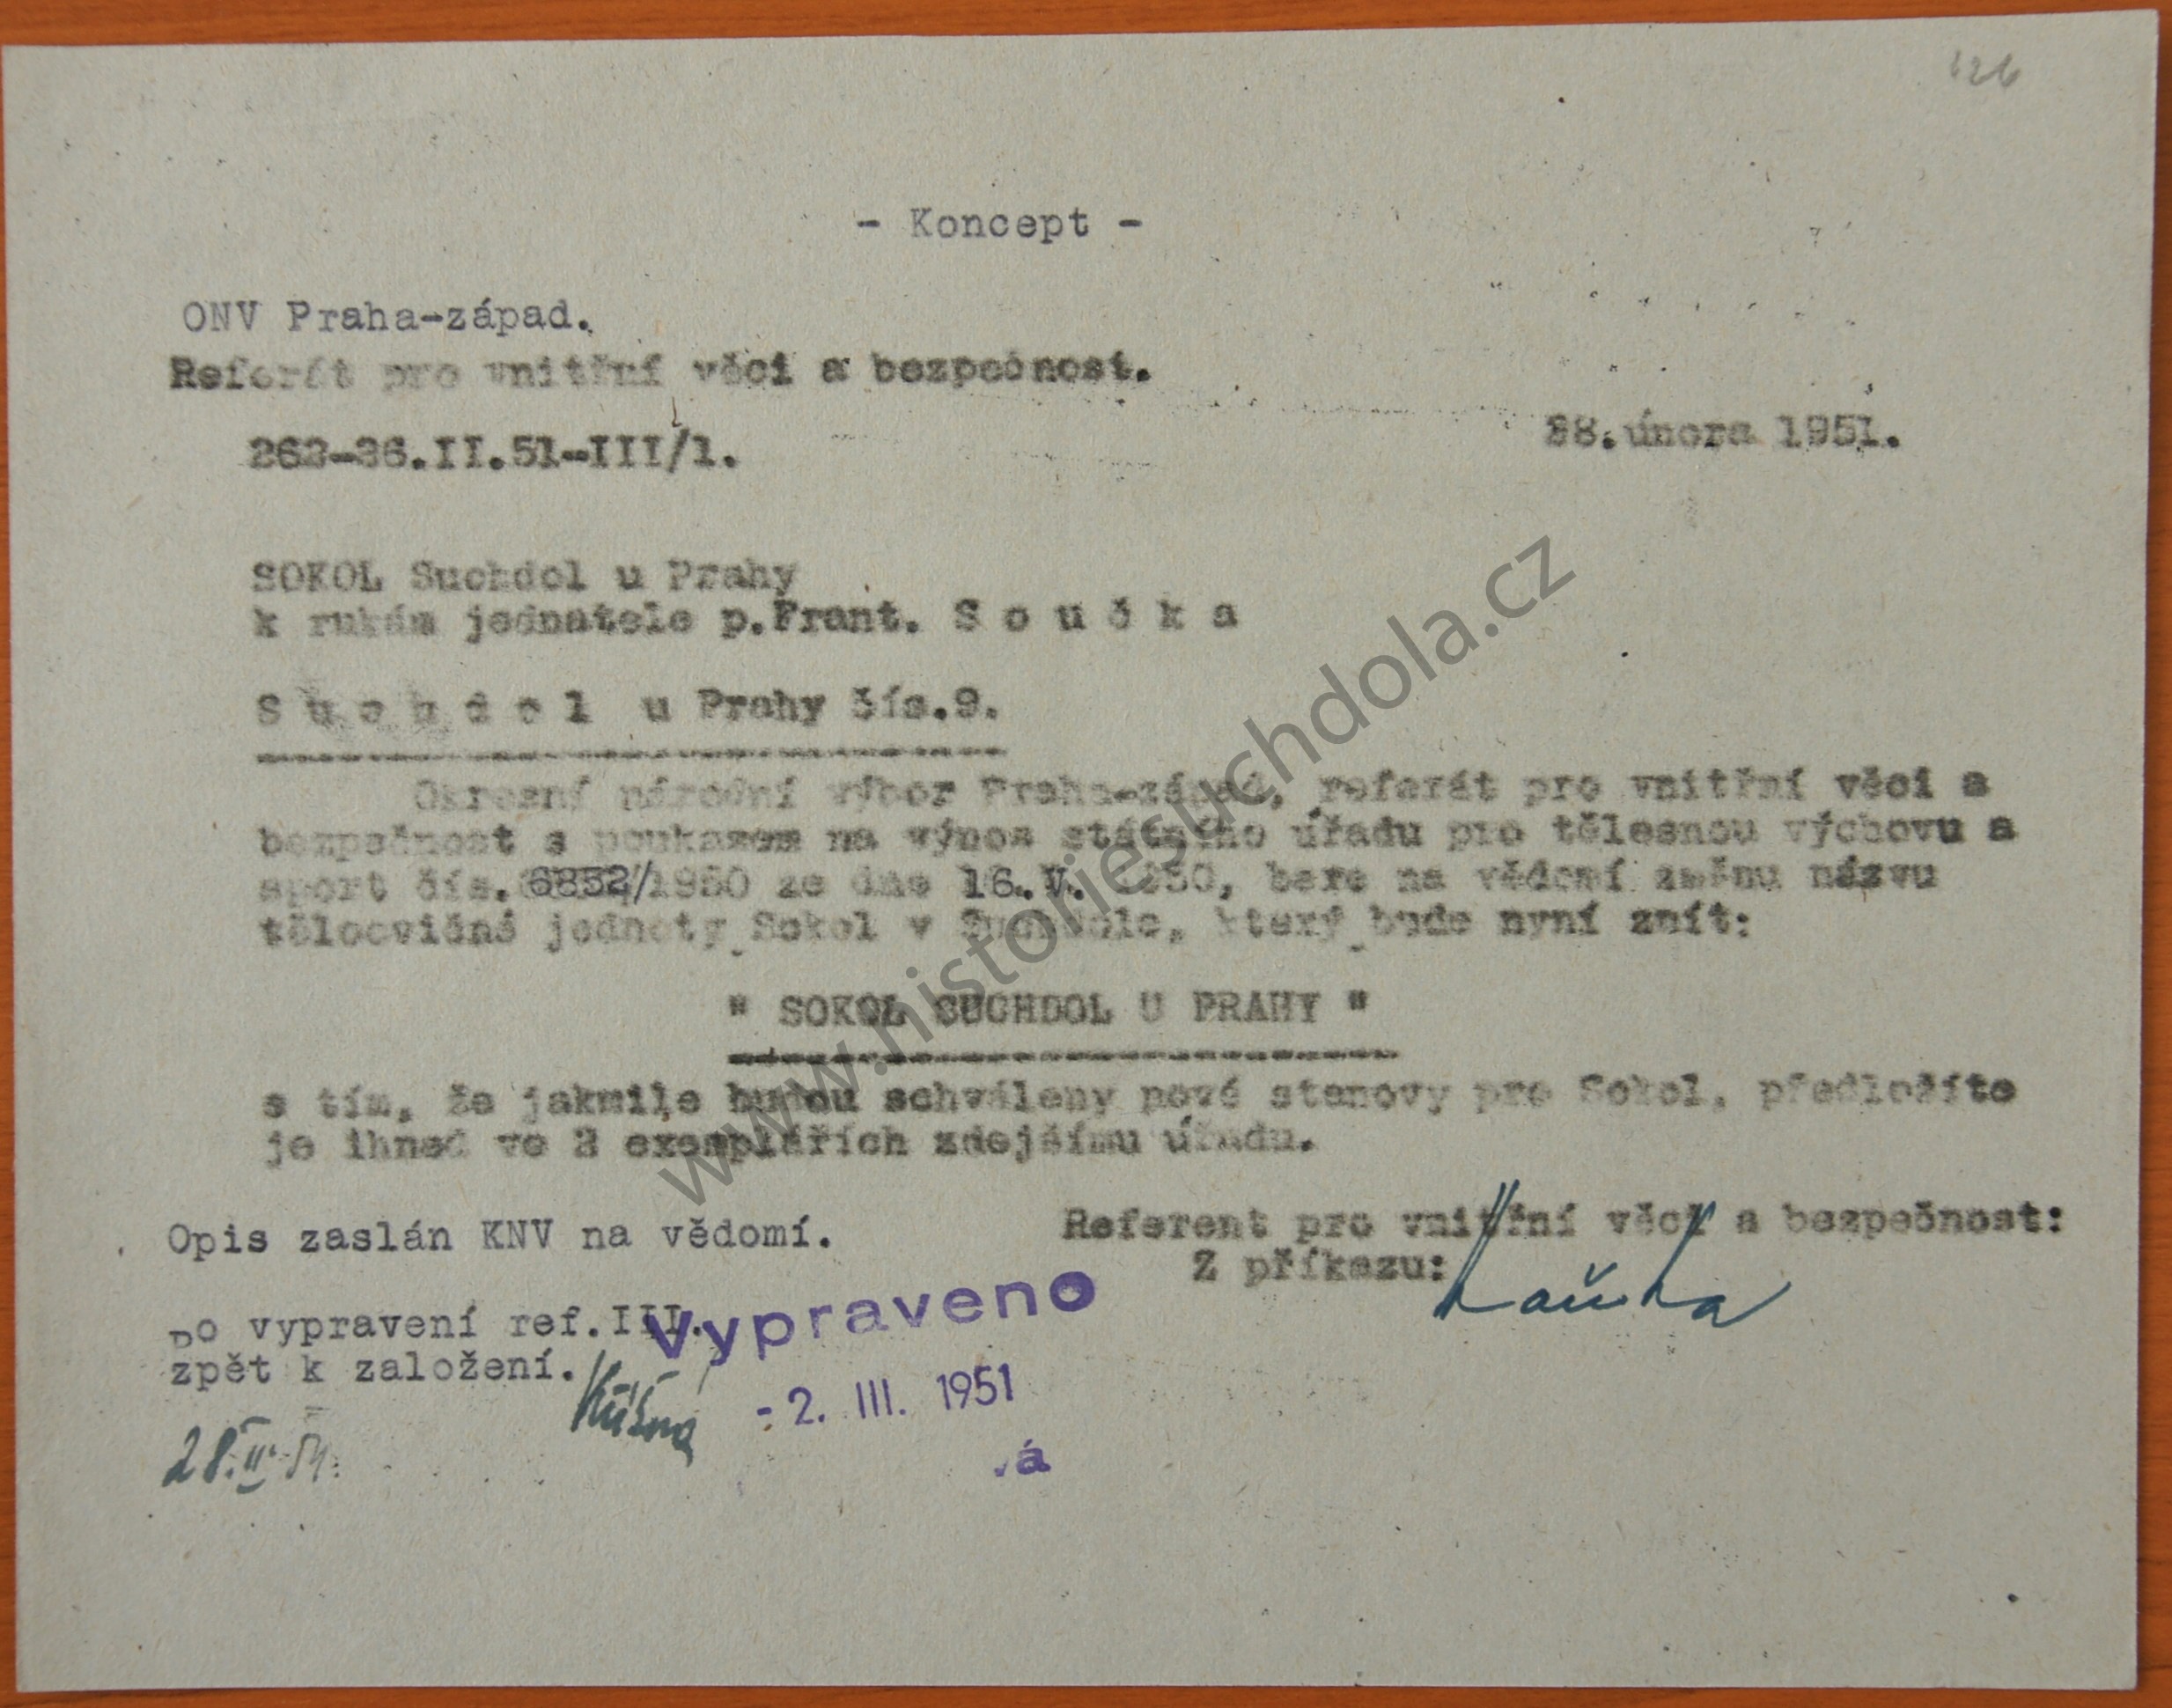 126
- Koncept -
ONV Praha-západ.
Referát pro vnitřní věci a bezpečnost.
262-26.II.51-III/1.
28.února 1951.
SOKOL Suchdol u Prahy
k rukám jednatele p.Frant. S o u č k a
S u c h d o l u Prahy čís.9.
Okresní národní výbor Praha-západ, referát pro vnitřní věci a
bezpečnost s poukazem na výnos státního úřadu pro tělesnou výchovu a
sport čís.6852/1950 ze dne 16.V. 1950, bere na vědomí změnu názvu
tělocvičné jednoty Sokol v Suchdole, který bude nyní znít:
" SOKOL SUCHDOL U PRAHY "
s tím, že jakmile budou schváleny nové stanovy pro Sokol, předložíte
je ihned ve 3 exemplářích zdejšímu úřadu.
Opis zaslán KNV na vědomí.
Referent pro vnitřní věci a bezpečnost:
Z příkazu:
Po vypravení ref.III.
zpět k založení.
Vypraveno
- 2. III. 1951
www.historiesuchdola.cz